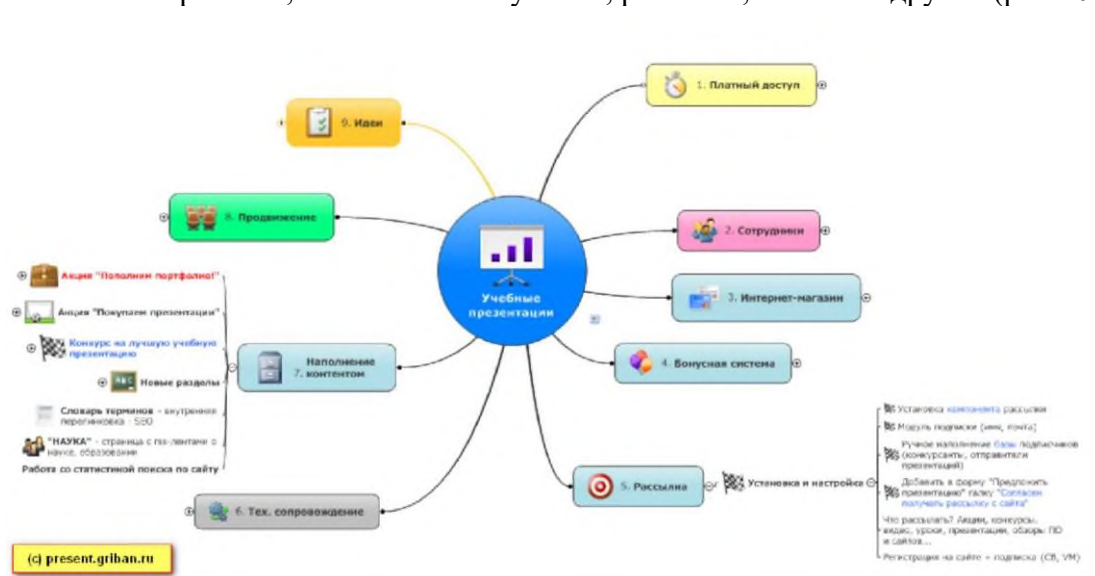 1. Платный доступ
2. Сотрудники
3. Интернет-магазин
4. Бонусная система
5. Рассылка
Установка и настройка
Установка компонента рассылки
Модуль подписки (имя, почта)
Ручное наполнение базы подписчиков
(конкурсанты, отправители
презентаций)
Добавить в форму "Предложить
презентацию" галку "Согласен
получать рассылку с сайта"
Что рассылать? Акции, конкурсы,
видео, уроки, презентации, обзоры ПО
и сайтов...
Регистрация на сайте = подписка (CB, VM)
6. Тех. сопровождение
Наполнение
7. контентом
Акция "Пополним портфолио!"
Акция "Покупаем презентации"
Конкурс на лучшую учебную
презентацию
Новые разделы
Словарь терминов - внутренняя
перелинковка - SEO
"НАУКА" - страница с rss-лентами о
науке, образовании
Работа со статистикой поиска по сайту
8. Продвижение
9. Идеи
Учебные
презентации
(c) present.griban.ru